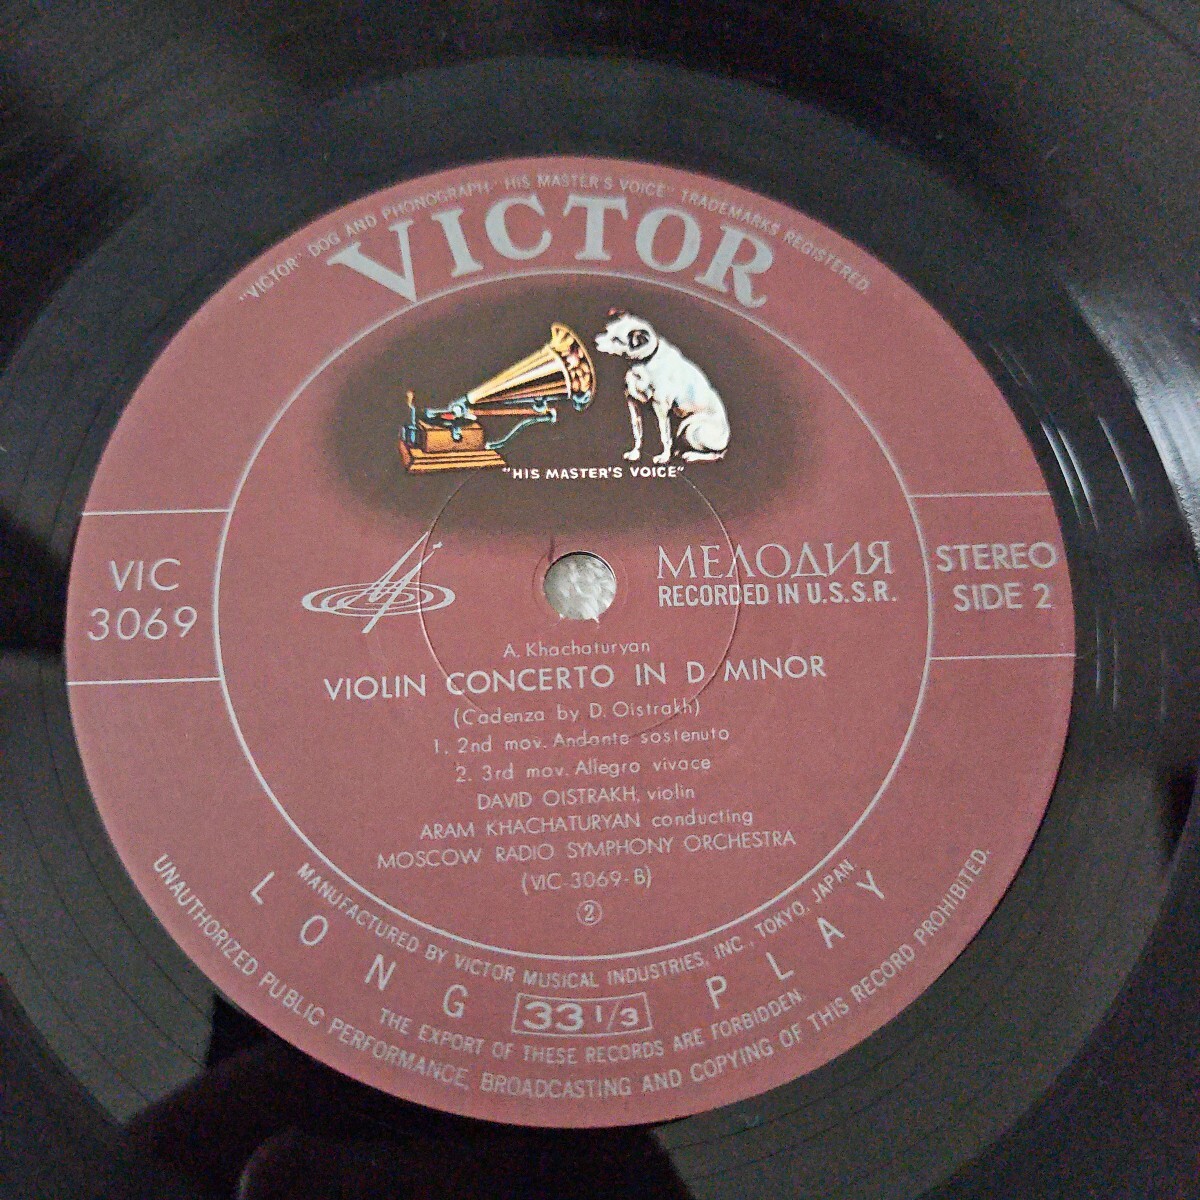 "VICTOR" DOG AND PHONOGRAPH· "HIS MASTER'S VOICE" TRADEMARKS REGISTERED.
VICTOR
"HIS MASTER'S VOICE"
VIC
3069
МЕЛОДИЯ
RECORDED IN U.S.S.R.
STEREO
SIDE 2
A. Khachaturyan
VIOLIN CONCERTO IN D MINOR
(Cadenza by D. Oistrakh)
1. 2nd mov. Andante sostenuto
2. 3rd mov. Allegro vivace
DAVID OISTRAKH, violin
ARAM KHACHATURYAN conducting
MOSCOW RADIO SYMPHONY ORCHESTRA
(VIC-3069-B)
②
MANUFACTURED BY VICTOR MUSICAL INDUSTRIES, INC., TOKYO, JAPAN.
LONG 33 1/3 PLAY
THE EXPORT OF THESE RECORDS ARE FORBIDDEN.
UNAUTHORIZED PUBLIC PERFORMANCE, BROADCASTING AND COPYING OF THIS RECORD PROHIBITED.